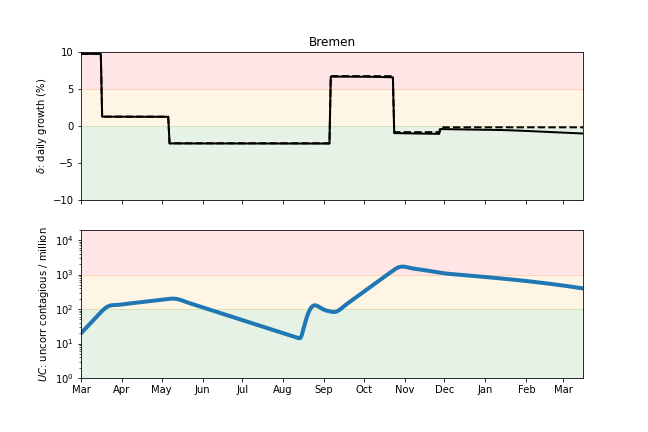 Bremen
δ: daily growth (%)
10
5
0
−5
−10
UC: uncorr contagious / million
10⁴
10³
10²
10¹
10⁰
Mar Apr May Jun Jul Aug Sep Oct Nov Dec Jan Feb Mar